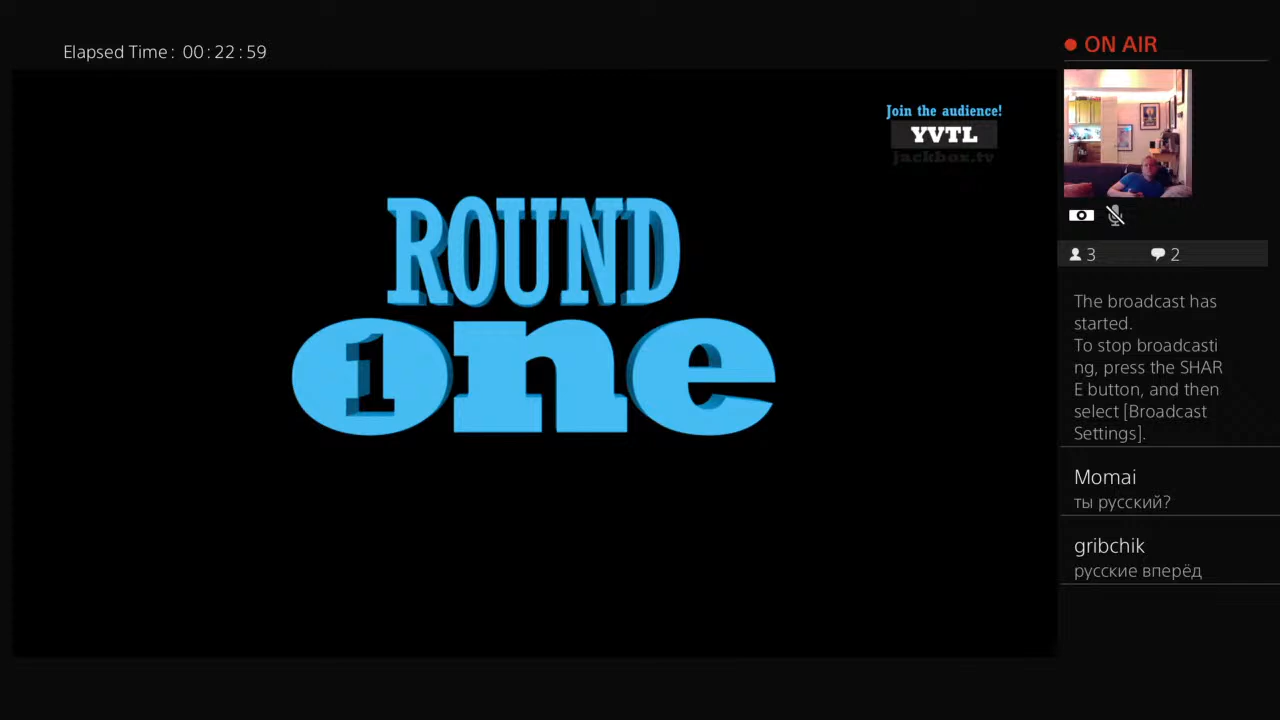 Elapsed Time: 00:22:59
ON AIR
Join the audience!
YVTL
jackbox.tv
ROUND
1
one
3
2
The broadcast has
started.
To stop broadcasti
ng, press the SHAR
E button, and then
select [Broadcast
Settings].
Momai
ты русский?
gribchik
русские вперёд